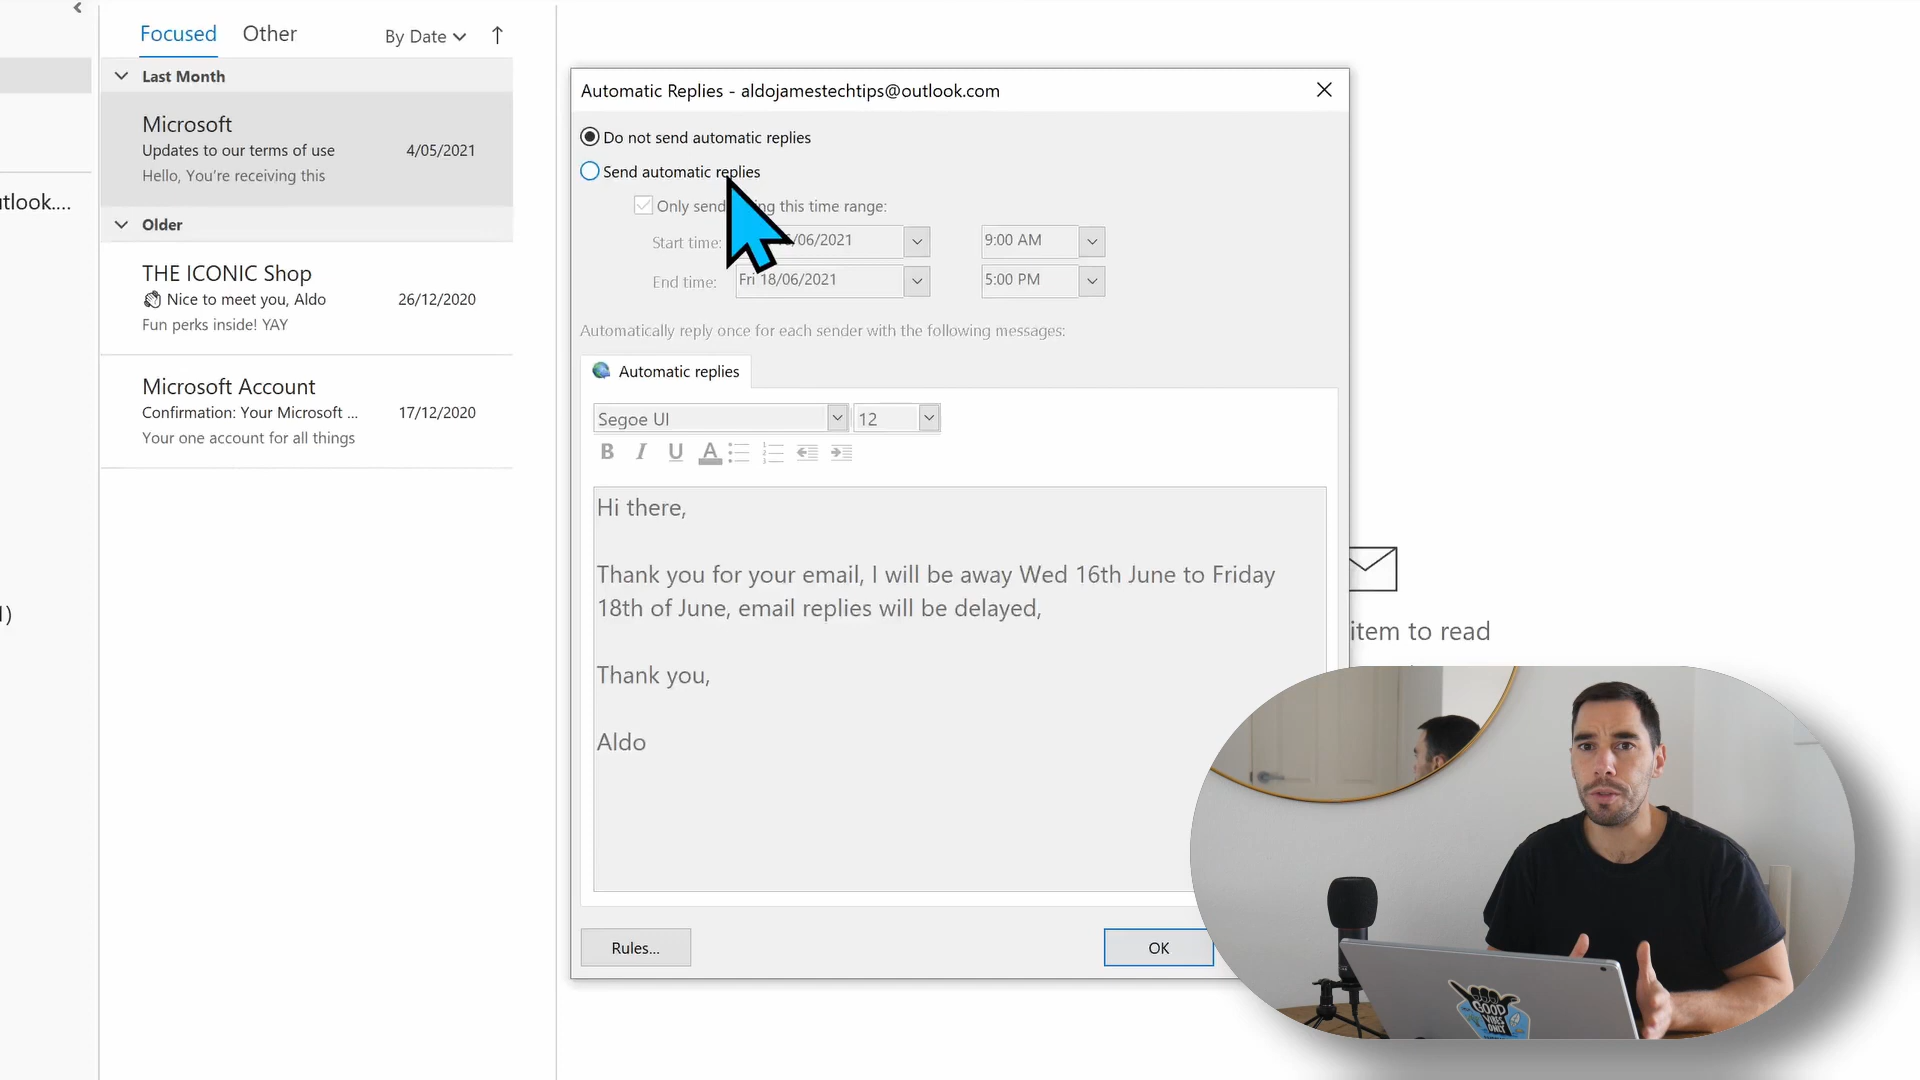 Focused
Other
By Date
Last Month
Microsoft
Updates to our terms of use
4/05/2021
Hello, You're receiving this
Older
THE ICONIC Shop
Nice to meet you, Aldo
26/12/2020
Fun perks inside! YAY
Microsoft Account
Confirmation: Your Microsoft ...
17/12/2020
Your one account for all things
tlook....
1)
Automatic Replies - aldojamestechtips@outlook.com
Do not send automatic replies
Send automatic replies
Only send ing this time range:
Start time:
/06/2021
9:00 AM
End time:
Fri 18/06/2021
5:00 PM
Automatically reply once for each sender with the following messages:
Automatic replies
Segoe UI
12
B I U A
Hi there,
Thank you for your email, I will be away Wed 16th June to Friday
18th of June, email replies will be delayed,
Thank you,
Aldo
Rules...
OK
item to read
GOOD
VIBES
ONLY